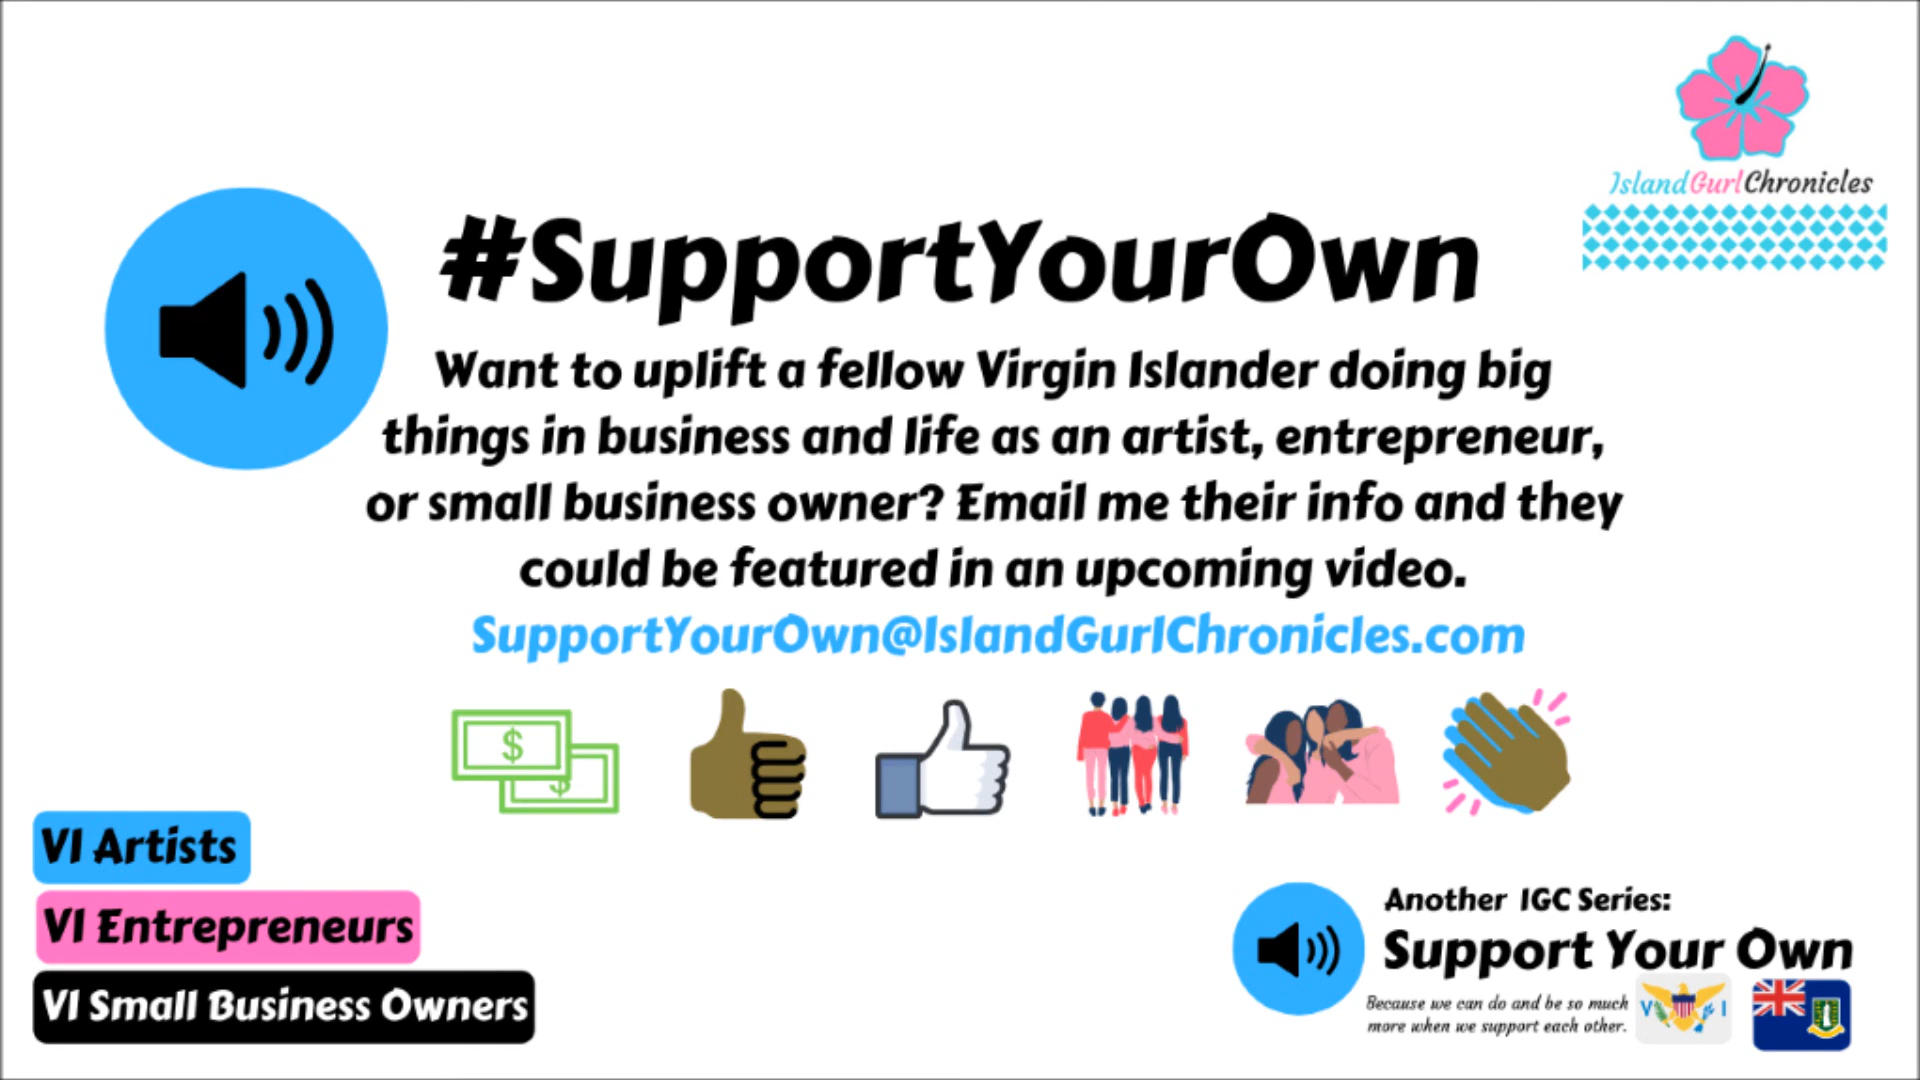 IslandGurlChronicles
#SupportYourOwn
Want to uplift a fellow Virgin Islander doing big
things in business and life as an artist, entrepreneur,
or small business owner? Email me their info and they
could be featured in an upcoming video.
SupportYourOwn@IslandGurlChronicles.com
$
$
VI Artists
VI Entrepreneurs
VI Small Business Owners
Another IGC Series:
Support Your Own
Because we can do and be so much
more when we support each other.
V I